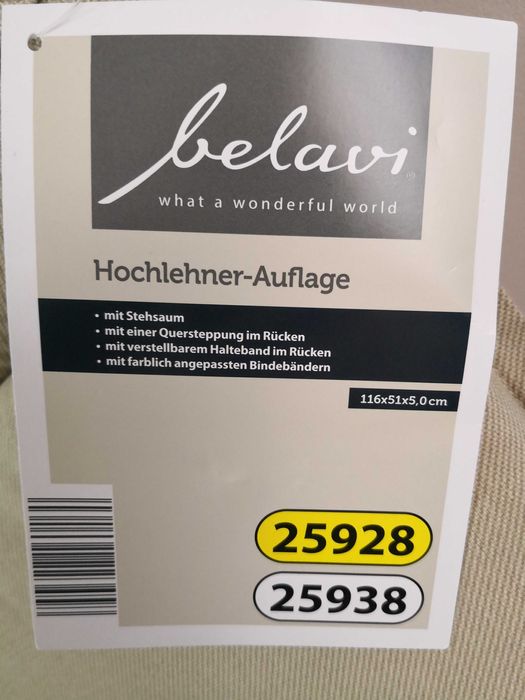 belavi®
what a wonderful world
Hochlehner-Auflage
• mit Stehsaum
• mit einer Quersteppung im Rücken
• mit verstellbarem Halteband im Rücken
• mit farblich angepassten Bindebändern
116x51x5,0 cm
25928
25938